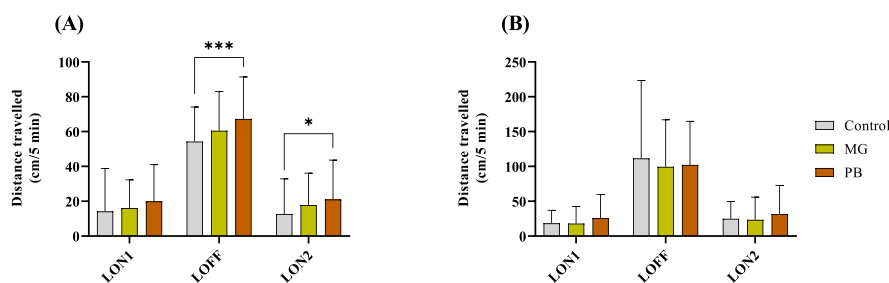 (A)
Distance travelled
(cm/5 min)
100
80
60
40
20
0
***
*
LON1
LOFF
LON2
(B)
Distance travelled
(cm/5 min)
250
200
150
100
50
0
LON1
LOFF
LON2
Control
MG
PB